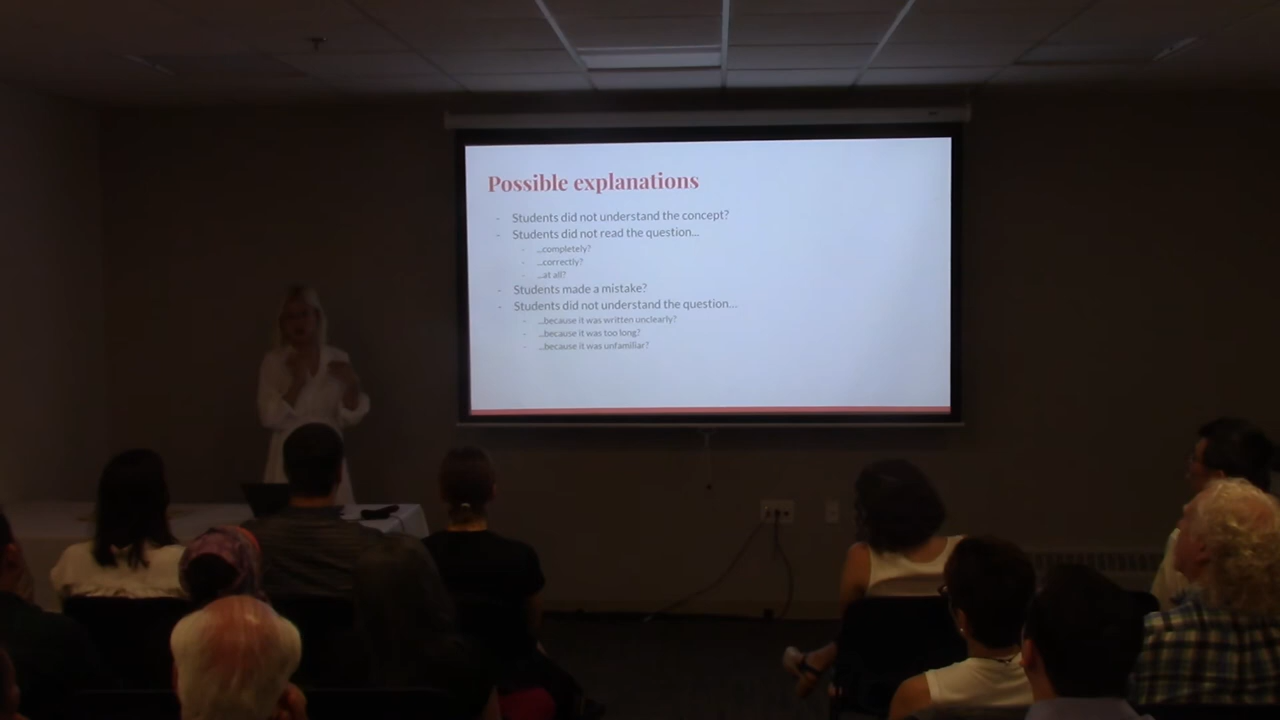 Possible explanations
- Students did not understand the concept?
- Students did not read the question...
- ...completely?
- ...correctly?
- ...at all?
- Students made a mistake?
- Students did not understand the question...
- ...because it was written unclearly?
- ...because it was too long?
- ...because it was unfamiliar?